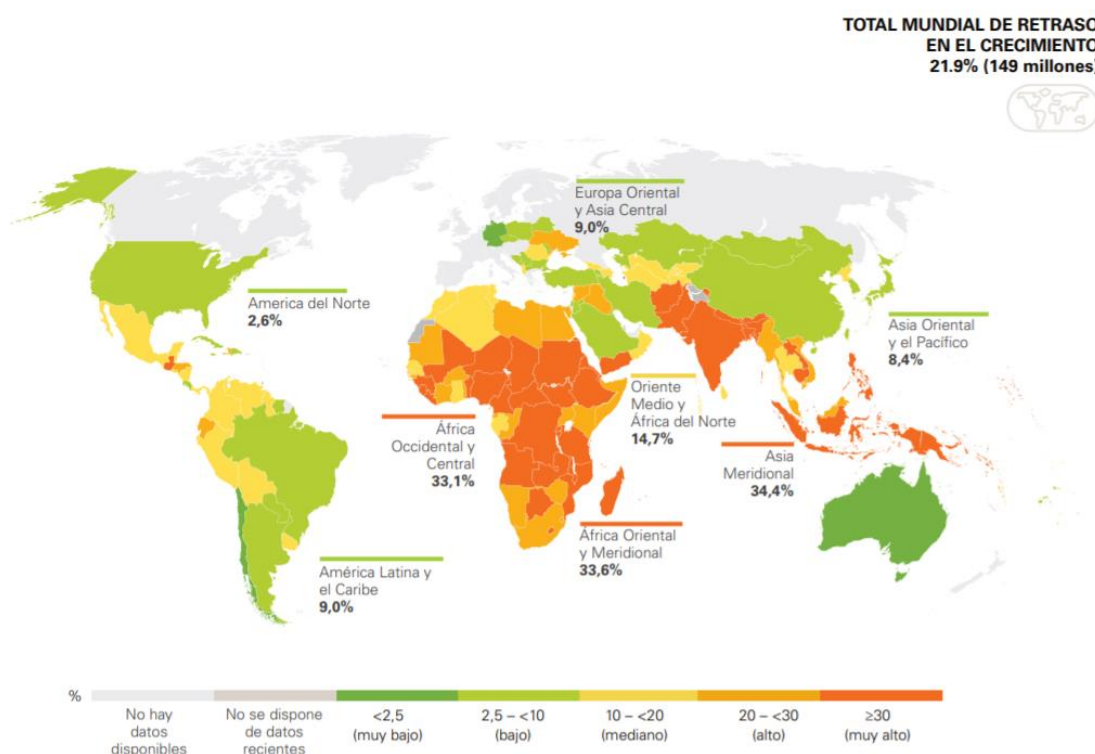 TOTAL MUNDIAL DE RETRASO
EN EL CRECIMIENTO
21.9% (149 millones)
Europa Oriental
y Asia Central
9,0%
America del Norte
2,6%
Asia Oriental
y el Pacífico
8,4%
Oriente
Medio y
África del Norte
14,7%
África
Occidental y
Central
33,1%
Asia
Meridional
34,4%
África Oriental
y Meridional
33,6%
América Latina y
el Caribe
9,0%
%
No hay
datos
disponibles
No se dispone
de datos
recientes
<2,5
(muy bajo)
2,5 – <10
(bajo)
10 – <20
(mediano)
20 – <30
(alto)
≥30
(muy alto)